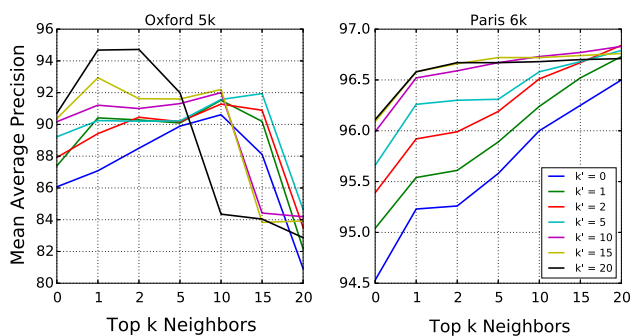 Oxford 5k
Paris 6k
Mean Average Precision
96
94
92
90
88
86
84
82
80
0 1 2 5 10 15 20
Top k Neighbors
97.0
96.5
96.0
95.5
95.0
94.5
0 1 2 5 10 15 20
Top k Neighbors
k' = 0
k' = 1
k' = 2
k' = 5
k' = 10
k' = 15
k' = 20